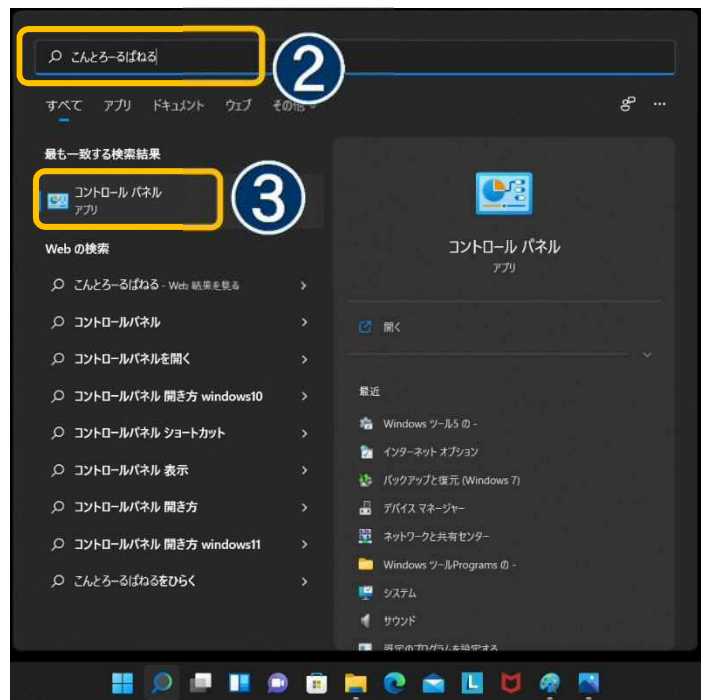 こんとろーるぱねる
②
すべて アプリ ドキュメント ウェブ その他
最も一致する検索結果
コントロール パネル
アプリ
③
Web の検索
こんとろーるぱねる - Web 結果を見る
コントロールパネル
コントロールパネルを開く
コントロールパネル 開き方 windows10
コントロールパネル ショートカット
コントロールパネル 表示
コントロールパネル 開き方
コントロールパネル 開き方 windows11
こんとろーるぱねるをひらく
コントロール パネル
アプリ
開く
最近
Windows ツール5 の -
インターネット オプション
バックアップと復元 (Windows 7)
デバイス マネージャー
ネットワークと共有センター
Windows ツールPrograms の -
システム
サウンド
既定のプログラムを設定する
L